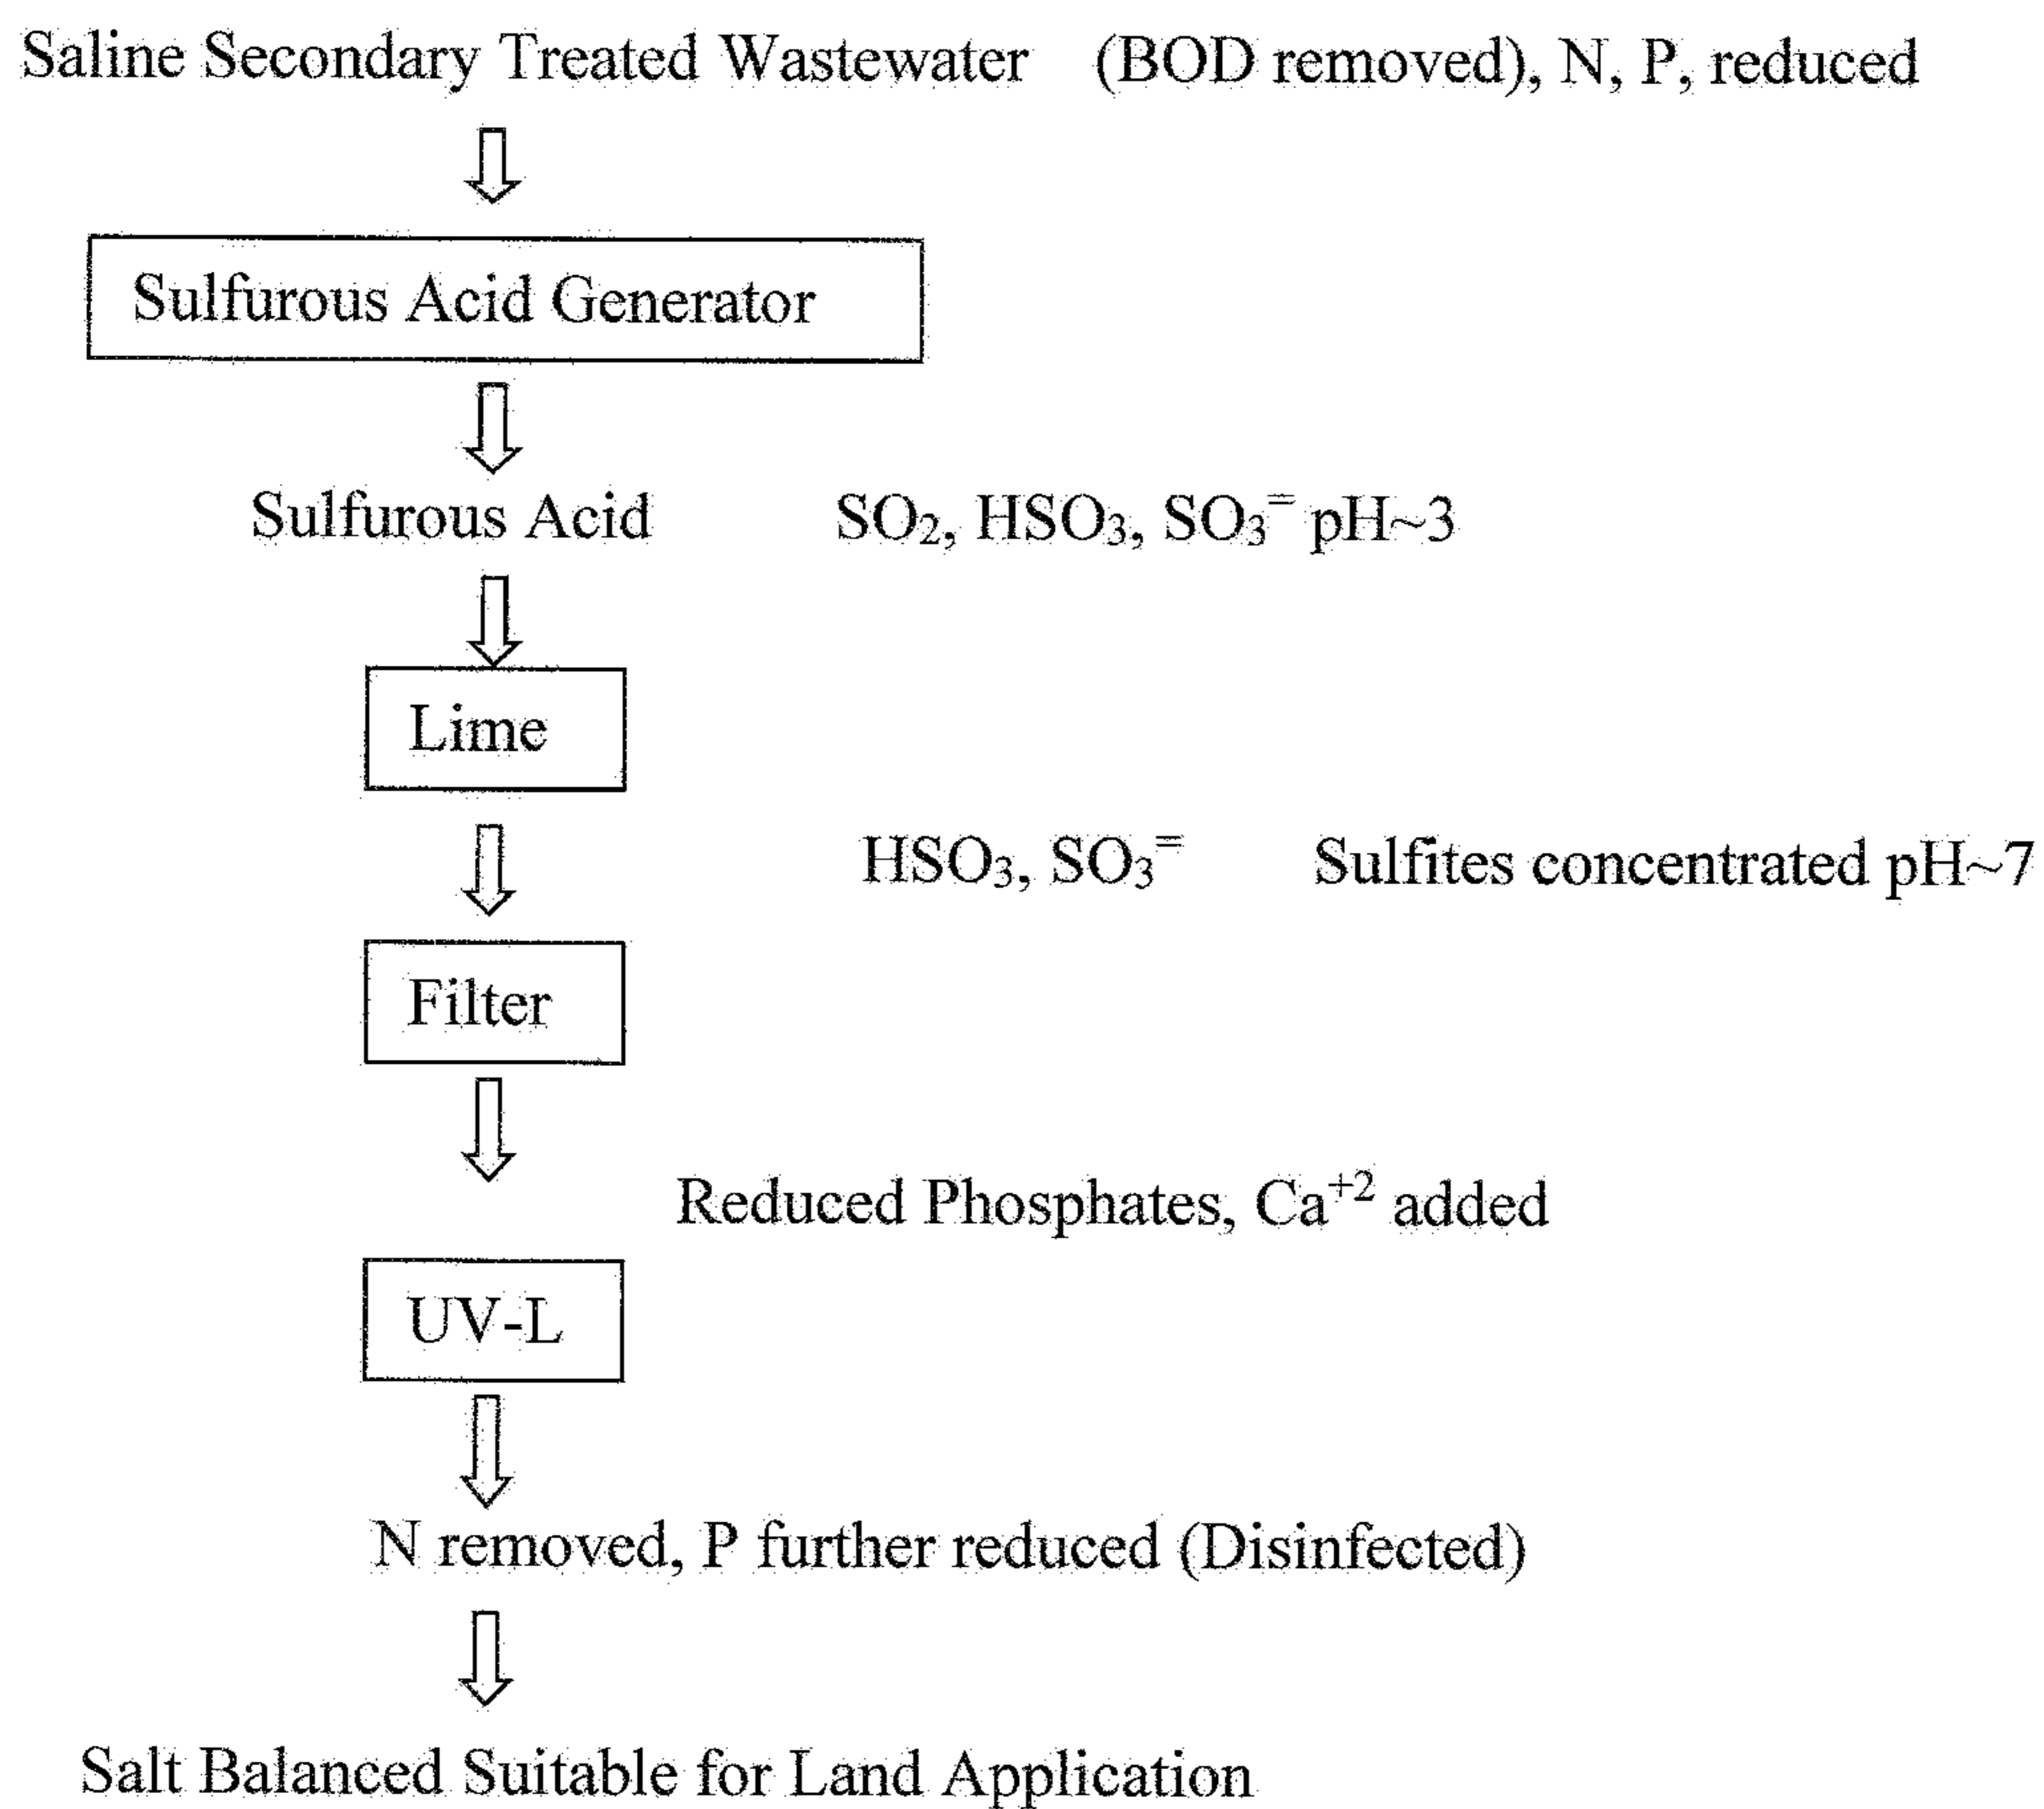 Saline Secondary Treated Wastewater (BOD removed), N, P, reduced
Sulfurous Acid Generator
Sulfurous Acid SO₂, HSO₃, SO₃⁼ pH~3
Lime
HSO₃, SO₃⁼ Sulfites concentrated pH~7
Filter
Reduced Phosphates, Ca⁺² added
UV-L
N removed, P further reduced (Disinfected)
Salt Balanced Suitable for Land Application